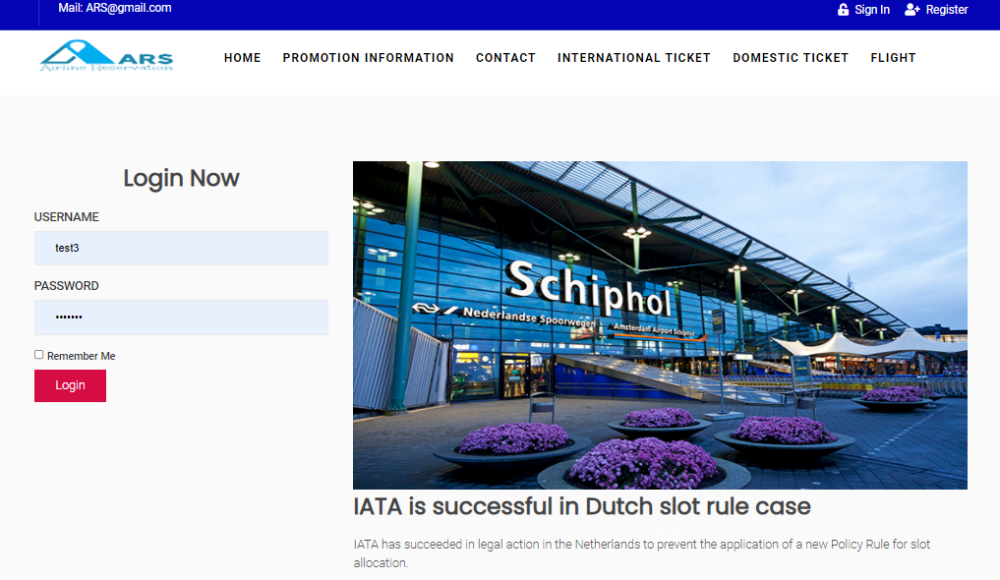 Mail: ARS@gmail.com
Sign In
Register
ARS
Airline Reservation
HOME
PROMOTION INFORMATION
CONTACT
INTERNATIONAL TICKET
DOMESTIC TICKET
FLIGHT
Login Now
USERNAME
test3
PASSWORD
•••••••
Remember Me
Login
Schiphol
Nederlandse Spoorwegen
Amsterdam Airport Schiphol
IATA is successful in Dutch slot rule case
IATA has succeeded in legal action in the Netherlands to prevent the application of a new Policy Rule for slot
allocation.